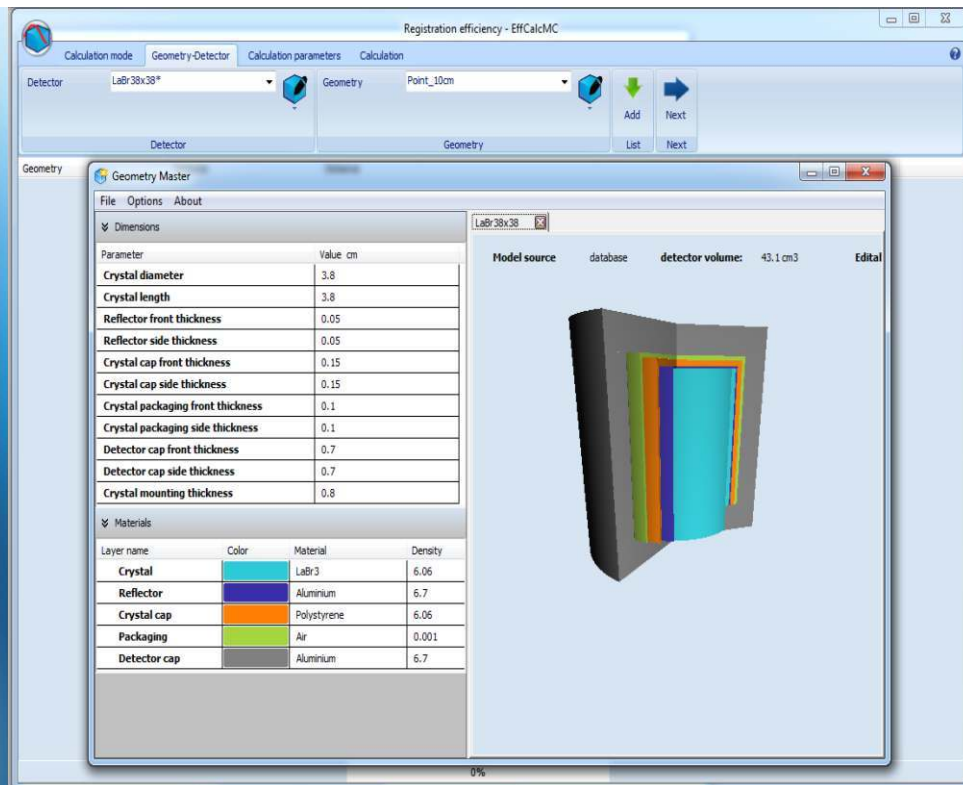 Registration efficiency - EffCalcMC
Calculation mode Geometry-Detector Calculation parameters Calculation
Detector LaBr38x38* Geometry Point_10cm
Add Next
Detector Geometry List Next
Geometry
Geometry Master
File Options About
Dimensions LaBr38x38
Parameter Value cm Model source database detector volume: 43.1 cm3 Edital
Crystal diameter 3.8
Crystal length 3.8
Reflector front thickness 0.05
Reflector side thickness 0.05
Crystal cap front thickness 0.15
Crystal cap side thickness 0.15
Crystal packaging front thickness 0.1
Crystal packaging side thickness 0.1
Detector cap front thickness 0.7
Detector cap side thickness 0.7
Crystal mounting thickness 0.8
Materials
Layer name Color Material Density
Crystal LaBr3 6.06
Reflector Aluminium 6.7
Crystal cap Polystyrene 6.06
Packaging Air 0.001
Detector cap Aluminium 6.7
0%